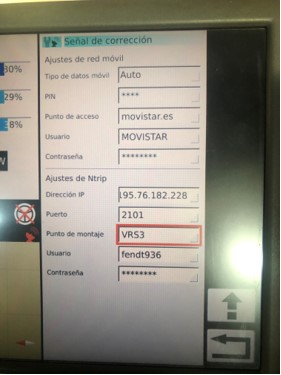 Señal de corrección
Ajustes de red móvil
30%
Tipo de datos móvil Auto
29%
PIN ****
Punto de acceso movistar.es
28%
Usuario MOVISTAR
Contraseña ********
Ajustes de Ntrip
Dirección IP 195.76.182.228
Puerto 2101
Punto de montaje VRS3
Usuario fendt936
Contraseña ********